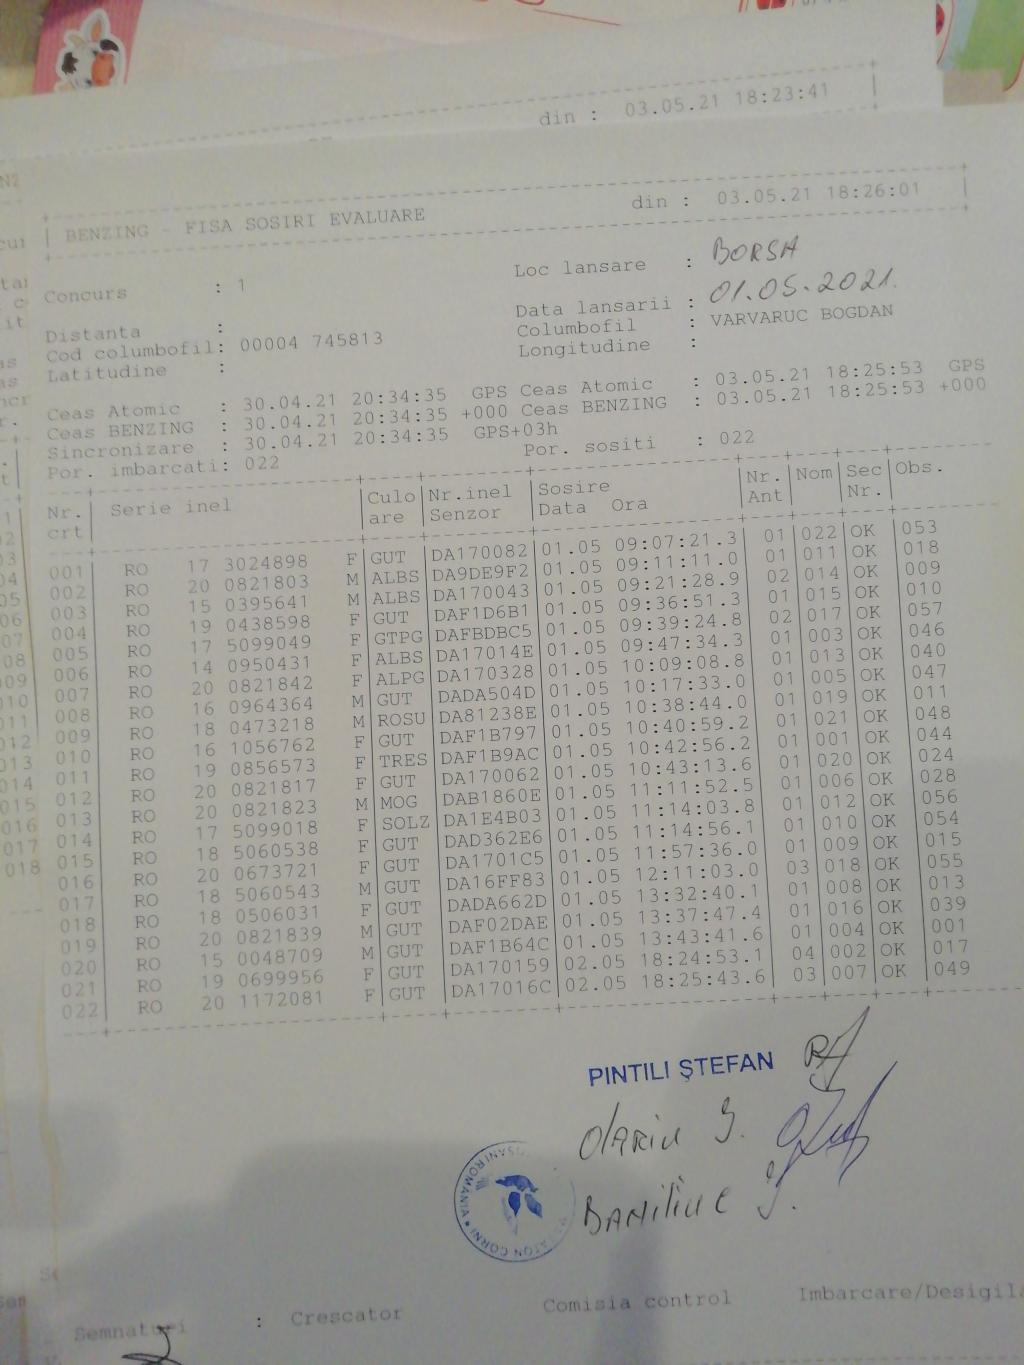 din : 03.05.21 18:23:41
BENZING - FISA SOSIRI EVALUARE din : 03.05.21 18:26:01
Concurs : 1 Loc lansare : BORSA
Data lansarii : 01.05.2021.
Distanta : Columbofil : VARVARUC BOGDAN
Cod columbofil: 00004 745813 Longitudine :
Latitudine :
Ceas Atomic : 30.04.21 20:34:35 GPS Ceas Atomic : 03.05.21 18:25:53 GPS
Ceas BENZING : 30.04.21 20:34:35 +000 Ceas BENZING : 03.05.21 18:25:53 +000
Sincronizare : 30.04.21 20:34:35 GPS+03h
Por. imbarcati: 022 Por. sositi : 022
Nr. crt Serie inel Culo are Nr.inel Senzor Sosire Data Ora Nr. Ant Nom Sec Nr. Obs.
001 RO 17 3024898 F GUT DA170082 01.05 09:07:21.3 01 022 OK 053
002 RO 20 0821803 M ALBS DA9DE9F2 01.05 09:11:11.0 01 011 OK 018
003 RO 15 0395641 M ALBS DA170043 01.05 09:21:28.9 02 014 OK 009
004 RO 19 0438598 F GUT DAF1D6B1 01.05 09:36:51.3 01 015 OK 010
005 RO 17 5099049 F GTPG DAFBDBC5 01.05 09:39:24.8 02 017 OK 057
006 RO 14 0950431 F ALBS DA17014E 01.05 09:47:34.3 01 003 OK 046
007 RO 20 0821842 F ALPG DA170328 01.05 10:09:08.8 01 013 OK 040
008 RO 16 0964364 M GUT DADA504D 01.05 10:17:33.0 01 005 OK 047
009 RO 18 0473218 M ROSU DA81238E 01.05 10:38:44.0 01 019 OK 011
010 RO 16 1056762 F GUT DAF1B797 01.05 10:40:59.2 01 021 OK 048
011 RO 19 0856573 F TRES DAF1B9AC 01.05 10:42:56.2 01 001 OK 044
012 RO 20 0821817 F GUT DA170062 01.05 10:43:13.6 01 020 OK 024
013 RO 20 0821823 M MOG DAB1860E 01.05 11:11:52.5 01 006 OK 028
014 RO 17 5099018 F SOLZ DA1E4B03 01.05 11:14:03.8 01 012 OK 056
015 RO 18 5060538 F GUT DAD362E6 01.05 11:14:56.1 01 010 OK 054
016 RO 20 0673721 F GUT DA1701C5 01.05 11:57:36.0 01 009 OK 015
017 RO 18 5060543 M GUT DA16FF83 01.05 12:11:03.0 03 018 OK 055
018 RO 18 0506031 F GUT DADA662D 01.05 13:32:40.1 01 008 OK 013
019 RO 20 0821839 M GUT DAF02DAE 01.05 13:37:47.4 01 016 OK 039
020 RO 15 0048709 M GUT DAF1B64C 01.05 13:43:41.6 01 004 OK 001
021 RO 19 0699956 F GUT DA170159 02.05 18:24:53.1 04 002 OK 017
022 RO 20 1172081 F GUT DA17016C 02.05 18:25:43.6 03 007 OK 049
PINTILI ŞTEFAN
OLARIU G.
CORNI ROMANIA
Semnaturi : Crescator Comisia control Imbarcare/Desigila